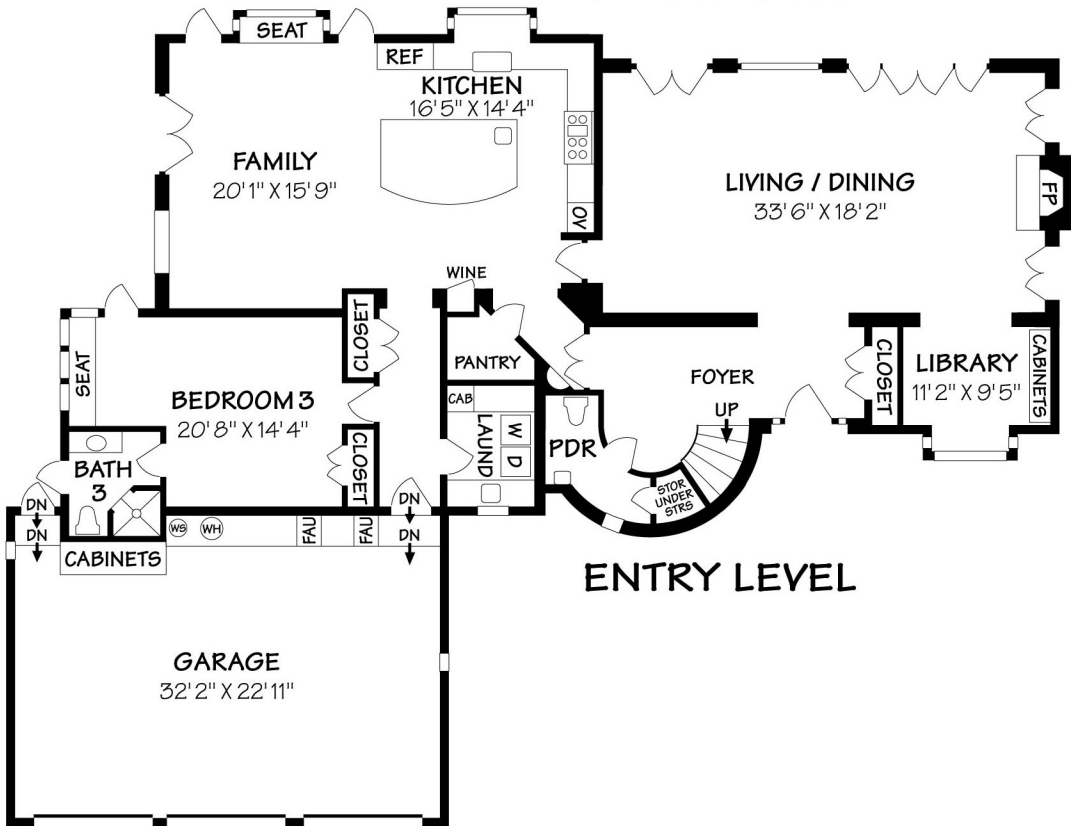 SEAT
REF
KITCHEN
16'5" X 14'4"
FAMILY
20'1" X 15'9"
LIVING / DINING
33'6" X 18'2"
FP
OV
WINE
CLOSET
PANTRY
SEAT
BEDROOM 3
20'8" X 14'4"
CAB
LAUND
W
D
FOYER
UP
CLOSET
LIBRARY
11'2" X 9'5"
CABINETS
BATH
3
CLOSET
PDR
STOR
UNDER
STRS
DN
DN
DN
DN
WS
WH
FAU
FAU
CABINETS
ENTRY LEVEL
GARAGE
32'2" X 22'11"